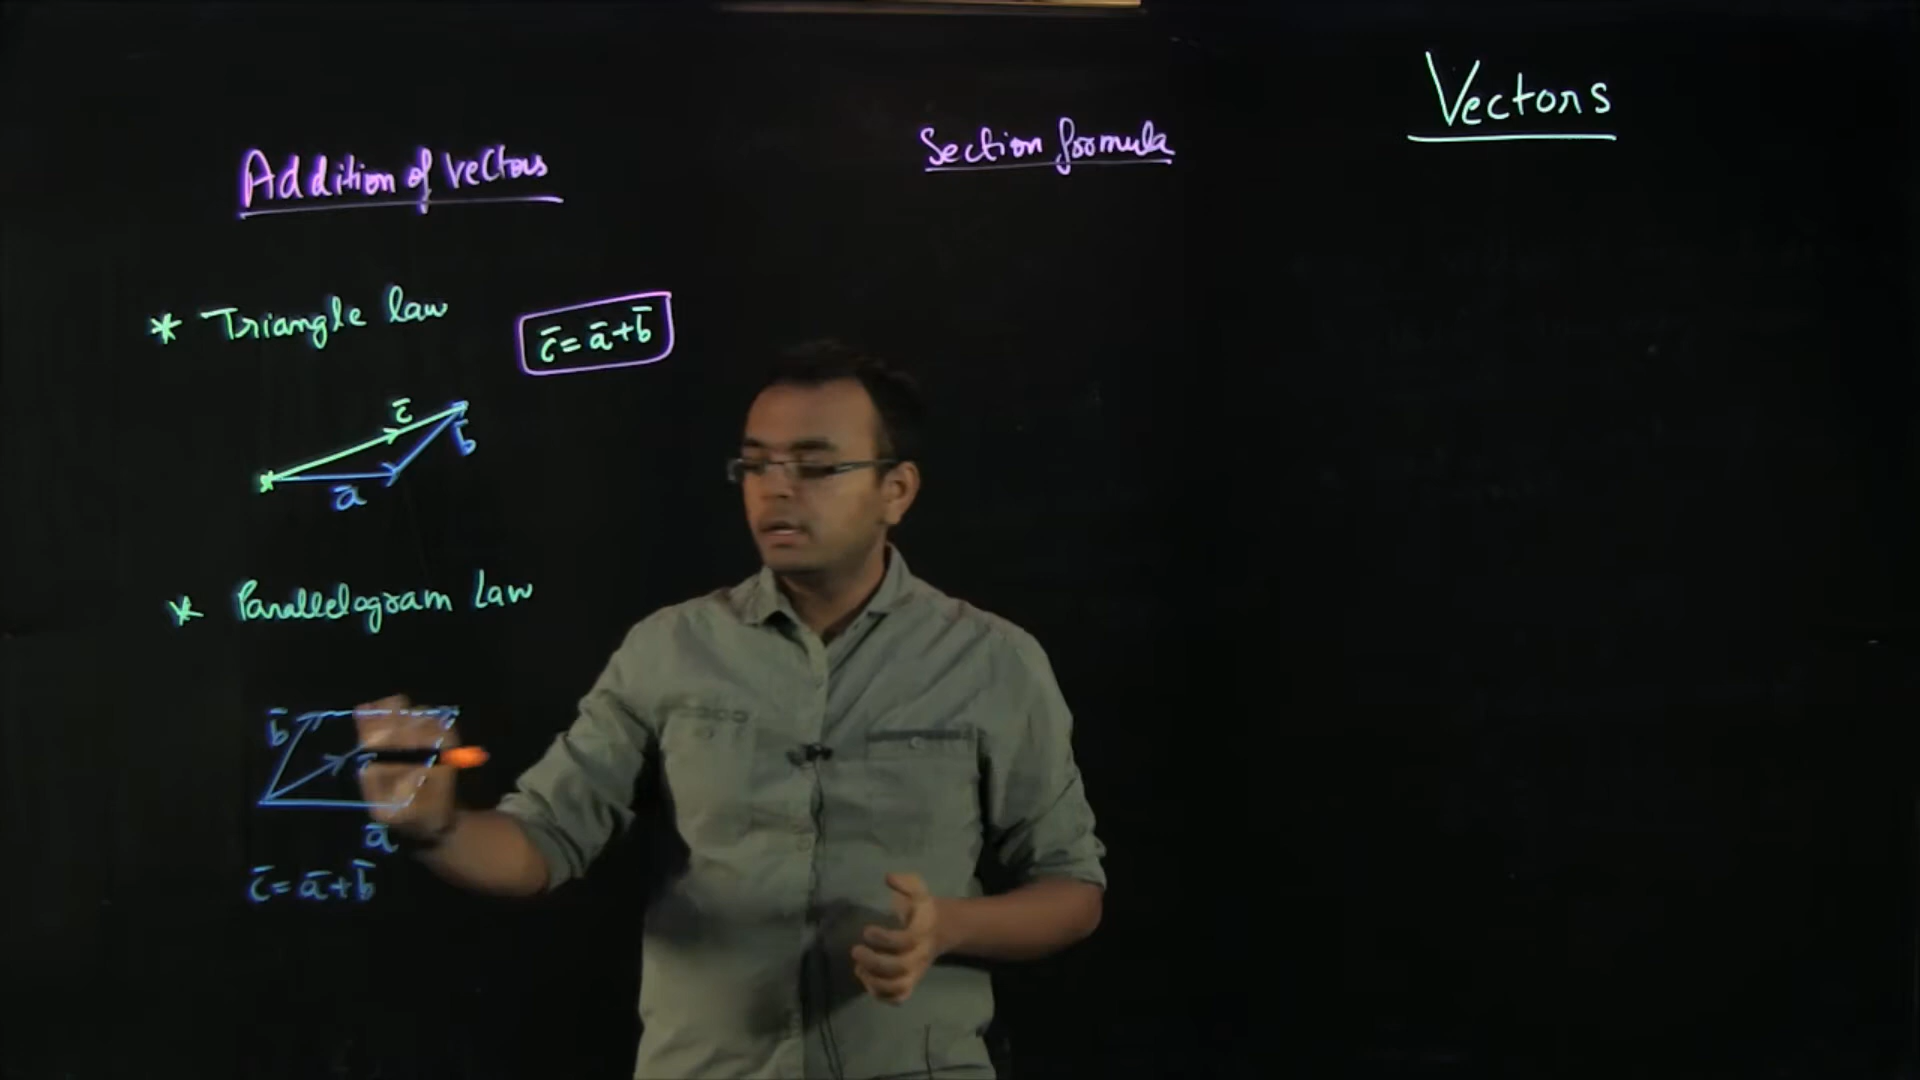 Vectors
Addition of vectors
Section formula
* Triangle law
c̄ = ā + b̄
c̄
b̄
ā
* Parallelogram Law
b̄
ā
c̄ = ā + b̄